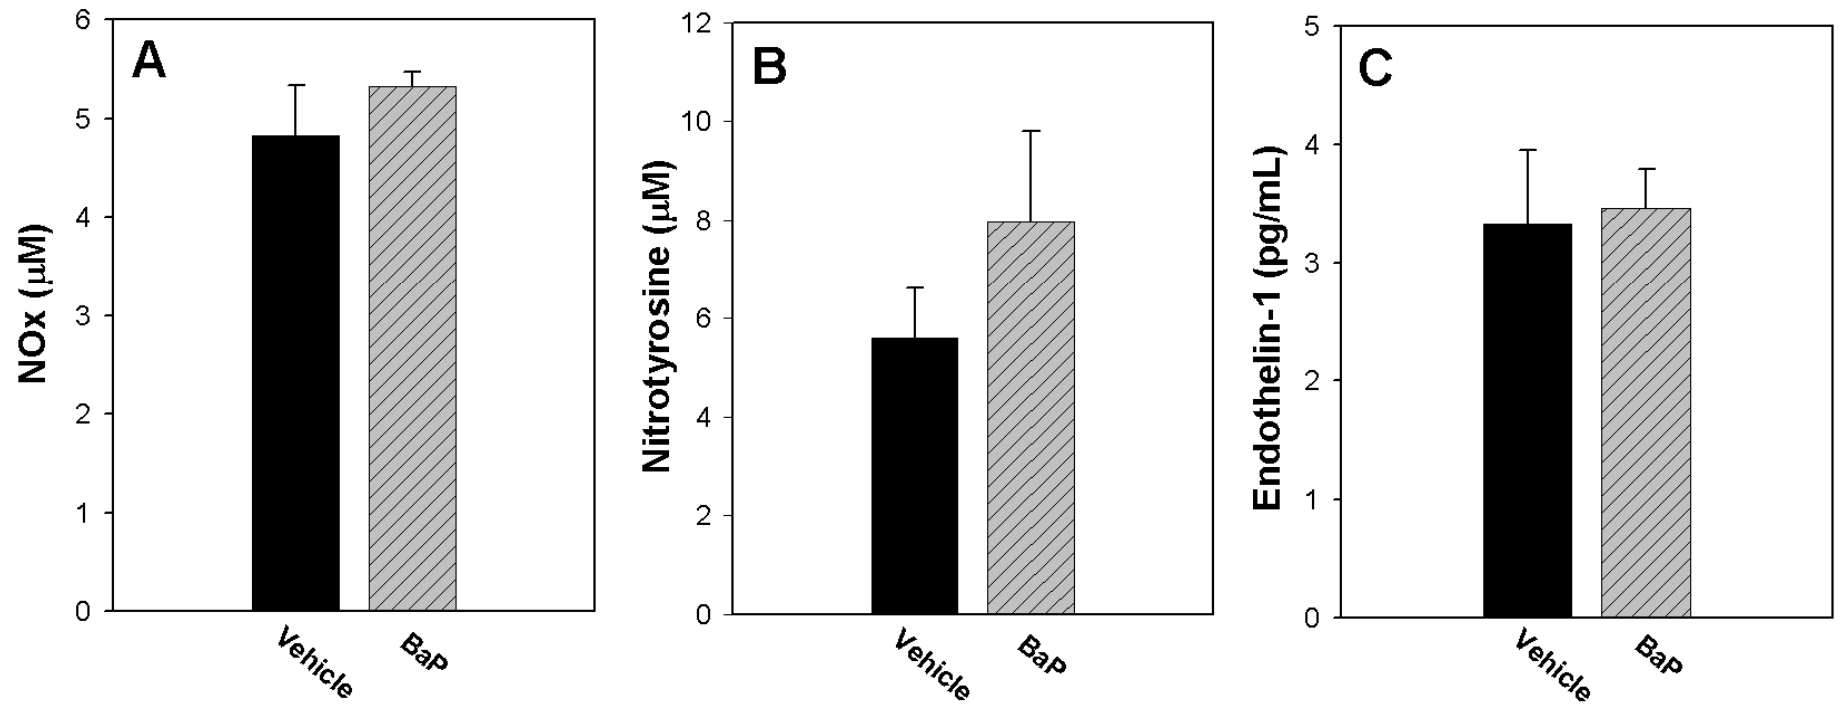 A
NOx (μM)
6
5
4
3
2
1
0
Vehicle
BaP
B
Nitrotyrosine (μM)
12
10
8
6
4
2
0
Vehicle
BaP
C
Endothelin-1 (pg/mL)
5
4
3
2
1
0
Vehicle
BaP